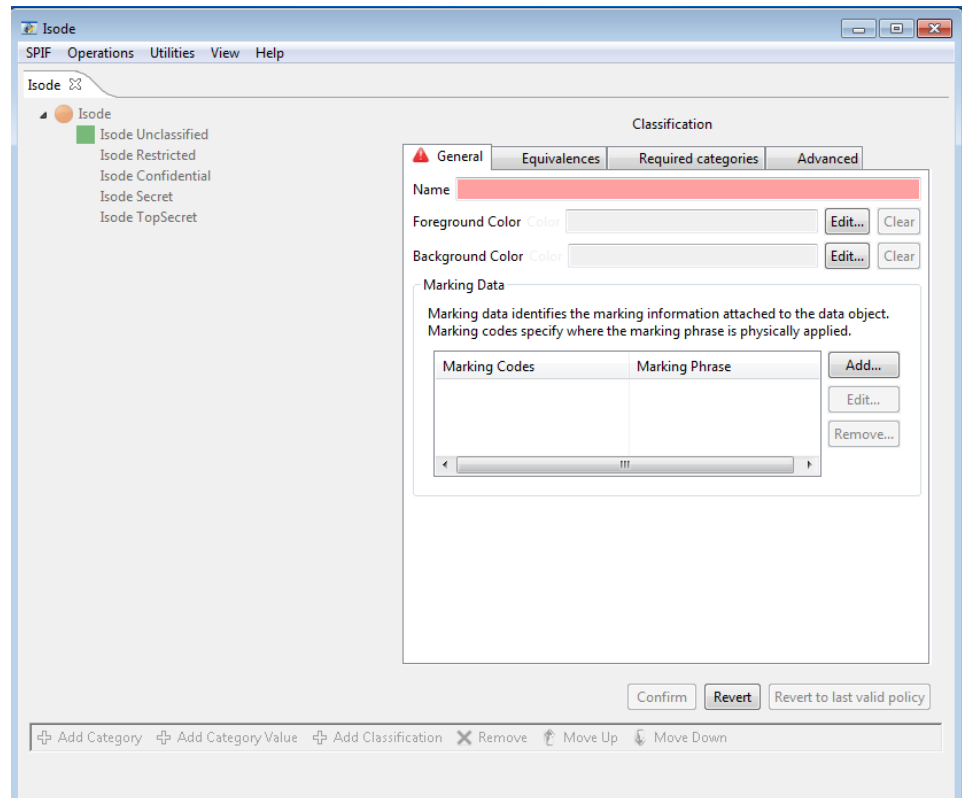 Isode
SPIF Operations Utilities View Help
Isode
Isode
Isode Unclassified
Isode Restricted
Isode Confidential
Isode Secret
Isode TopSecret
Classification
General Equivalences Required categories Advanced
Name
Foreground Color Color Edit... Clear
Background Color Color Edit... Clear
Marking Data
Marking data identifies the marking information attached to the data object.
Marking codes specify where the marking phrase is physically applied.
Marking Codes Marking Phrase Add...
Edit...
Remove...
Confirm Revert Revert to last valid policy
Add Category Add Category Value Add Classification Remove Move Up Move Down